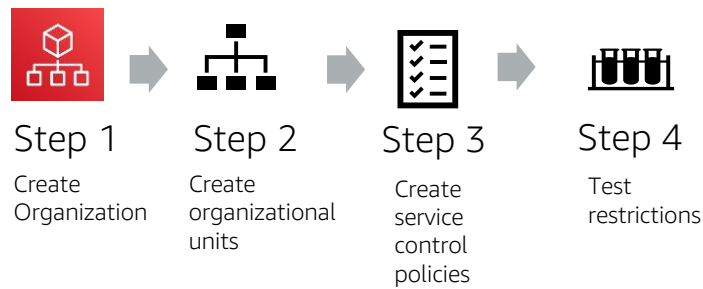 Step 1
Create
Organization
Step 2
Create
organizational
units
Step 3
Create
service
control
policies
Step 4
Test
restrictions